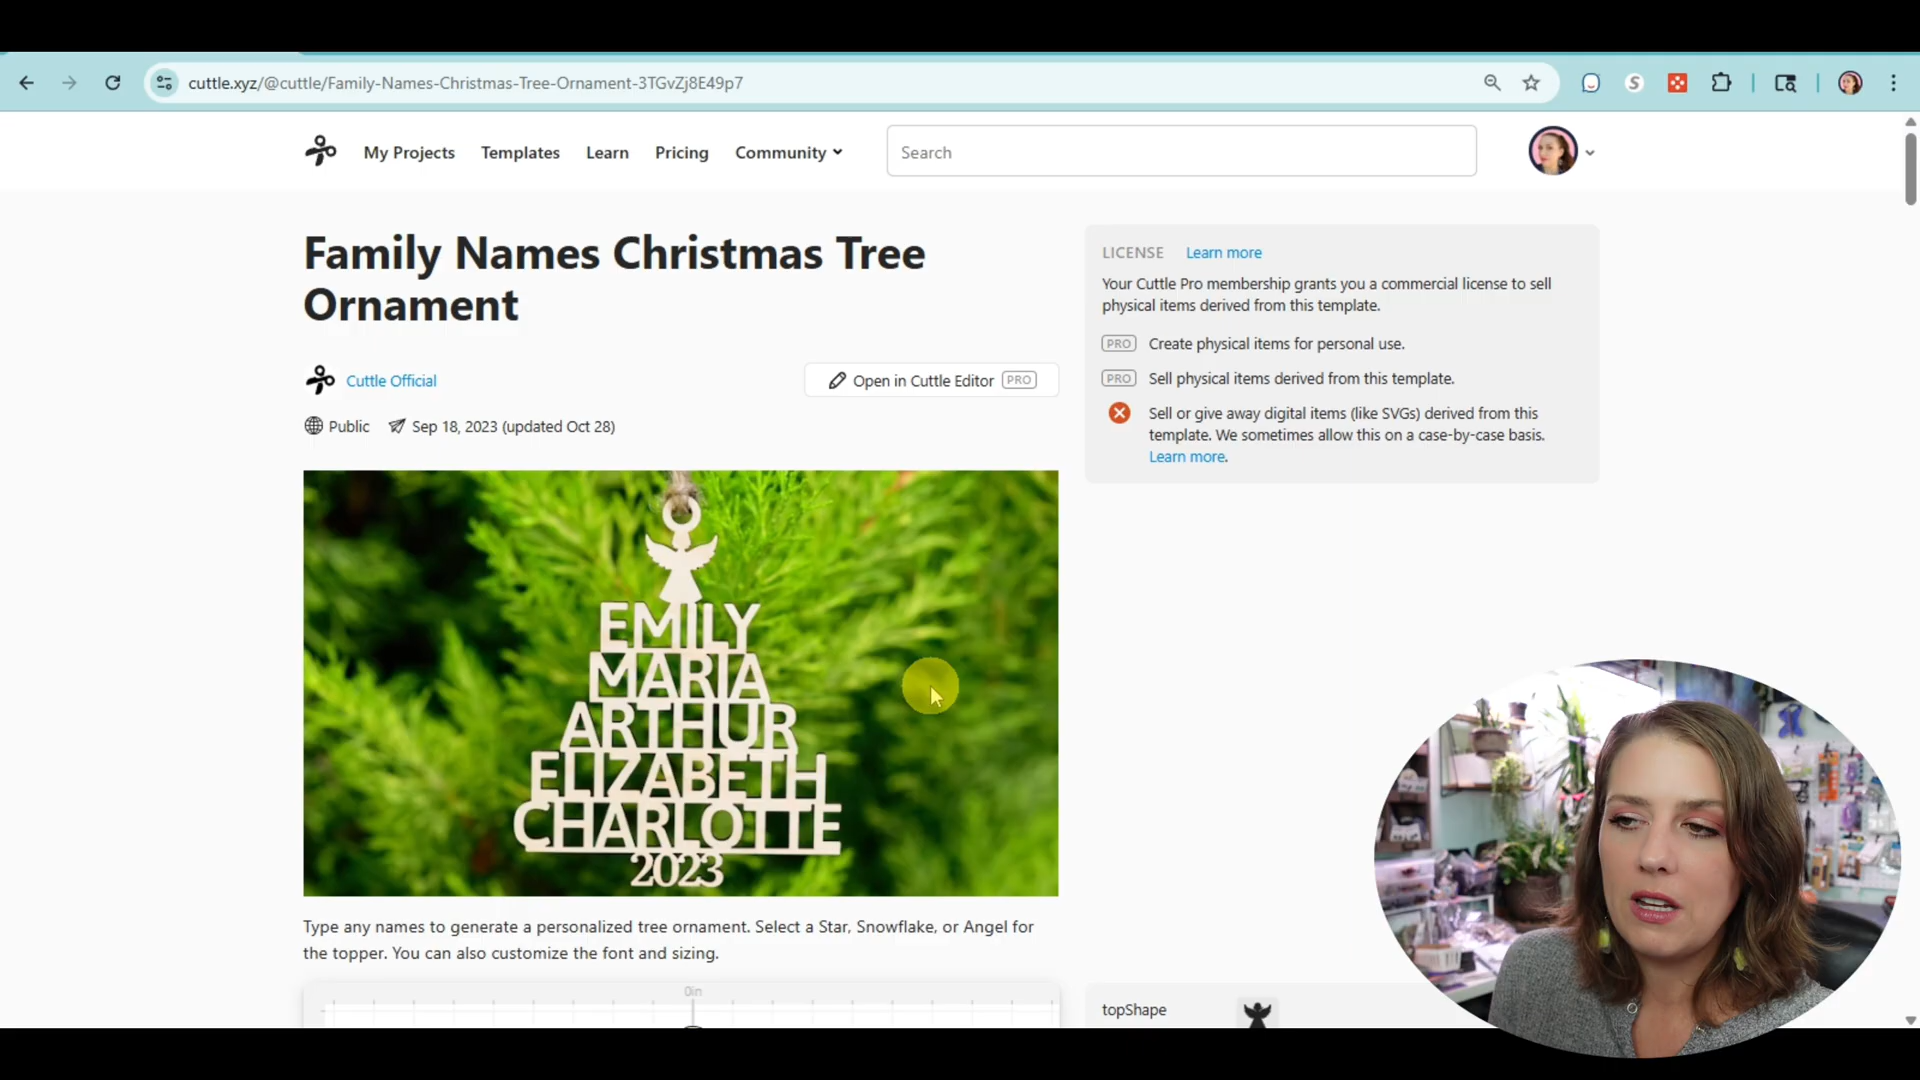 cuttle.xyz/@cuttle/Family-Names-Christmas-Tree-Ornament-3TGvZj8E49p7
My Projects Templates Learn Pricing Community Search
Family Names Christmas Tree
Ornament
Cuttle Official
Open in Cuttle Editor PRO
Public Sep 18, 2023 (updated Oct 28)
LICENSE Learn more
Your Cuttle Pro membership grants you a commercial license to sell
physical items derived from this template.
PRO Create physical items for personal use.
PRO Sell physical items derived from this template.
Sell or give away digital items (like SVGs) derived from this
template. We sometimes allow this on a case-by-case basis.
Learn more.
EMILY
MARIA
ARTHUR
ELIZABETH
CHARLOTTE
2023
Type any names to generate a personalized tree ornament. Select a Star, Snowflake, or Angel for
the topper. You can also customize the font and sizing.
0in
topShape